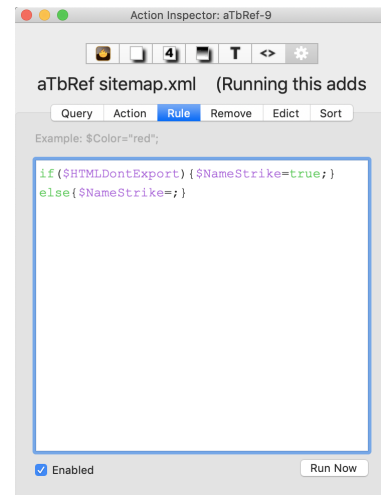 Action Inspector: aTbRef-9
4 T <>
aTbRef sitemap.xml (Running this adds
Query Action Rule Remove Edict Sort
Example: $Color="red";
if($HTMLDontExport){$NameStrike=true;}
else{$NameStrike=;}
Enabled Run Now